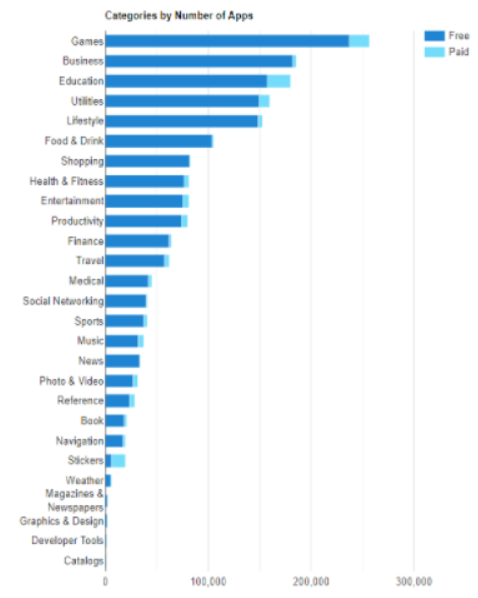 Categories by Number of Apps
Free
Paid
Games
Business
Education
Utilities
Lifestyle
Food & Drink
Shopping
Health & Fitness
Entertainment
Productivity
Finance
Travel
Medical
Social Networking
Sports
Music
News
Photo & Video
Reference
Book
Navigation
Stickers
Weather
Magazines &
Newspapers
Graphics & Design
Developer Tools
Catalogs
0 100,000 200,000 300,000